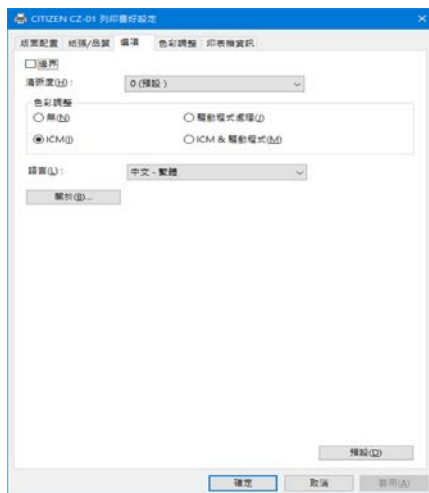 CITIZEN CZ-01 列印喜好設定
版面配置 紙張/品質 選項 色彩調整 印表機資訊
邊界
清晰度(H): 0 (預設)
色彩調整
無(N) 驅動程式處理(J)
ICM(I) ICM & 驅動程式(M)
語言(L): 中文 - 繁體
關於(B)...
預設(D)
確定 取消 套用(A)